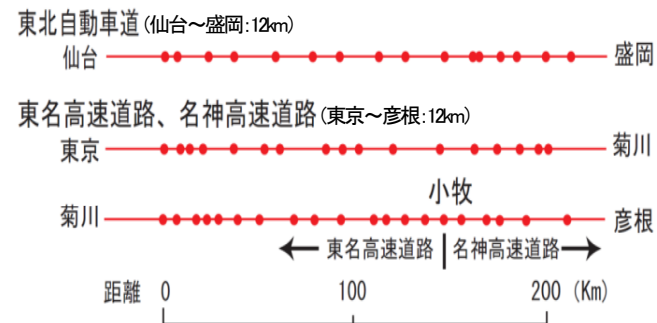 東北自動車道(仙台〜盛岡:12km)
仙台 盛岡
東名高速道路、名神高速道路(東京〜彦根:12km)
東京 菊川
小牧
菊川 彦根
東名高速道路 名神高速道路
距離 0 100 200 (Km)